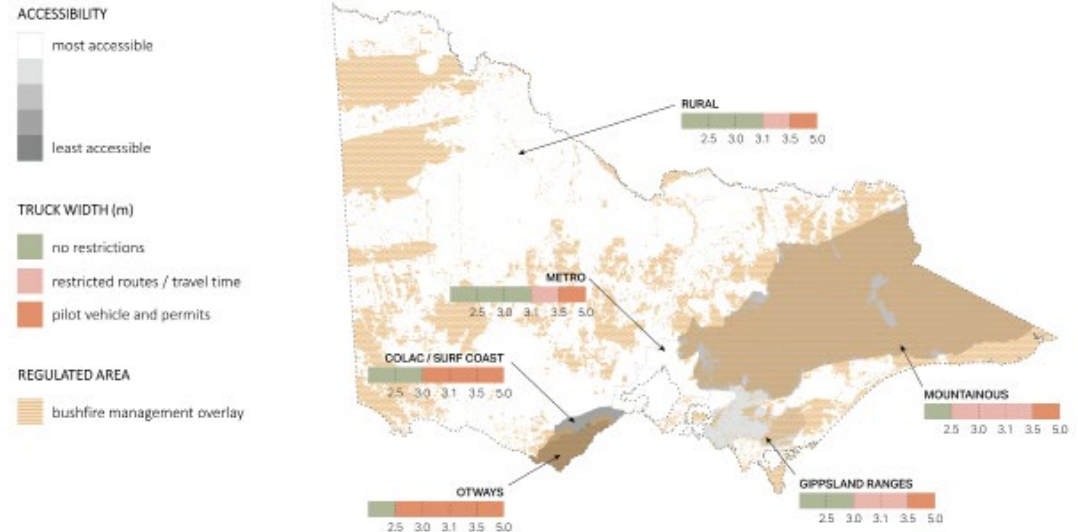 ACCESSIBILITY
most accessible
least accessible
TRUCK WIDTH (m)
no restrictions
restricted routes / travel time
pilot vehicle and permits
REGULATED AREA
bushfire management overlay
RURAL
2.5 3.0 3.1 3.5 5.0
METRO
2.5 3.0 3.1 3.5 5.0
COLAC / SURF COAST
2.5 3.0 3.1 3.5 5.0
MOUNTAINOUS
2.5 3.0 3.1 3.5 5.0
OTWAYS
2.5 3.0 3.1 3.5 5.0
GIPPSLAND RANGES
2.5 3.0 3.1 3.5 5.0